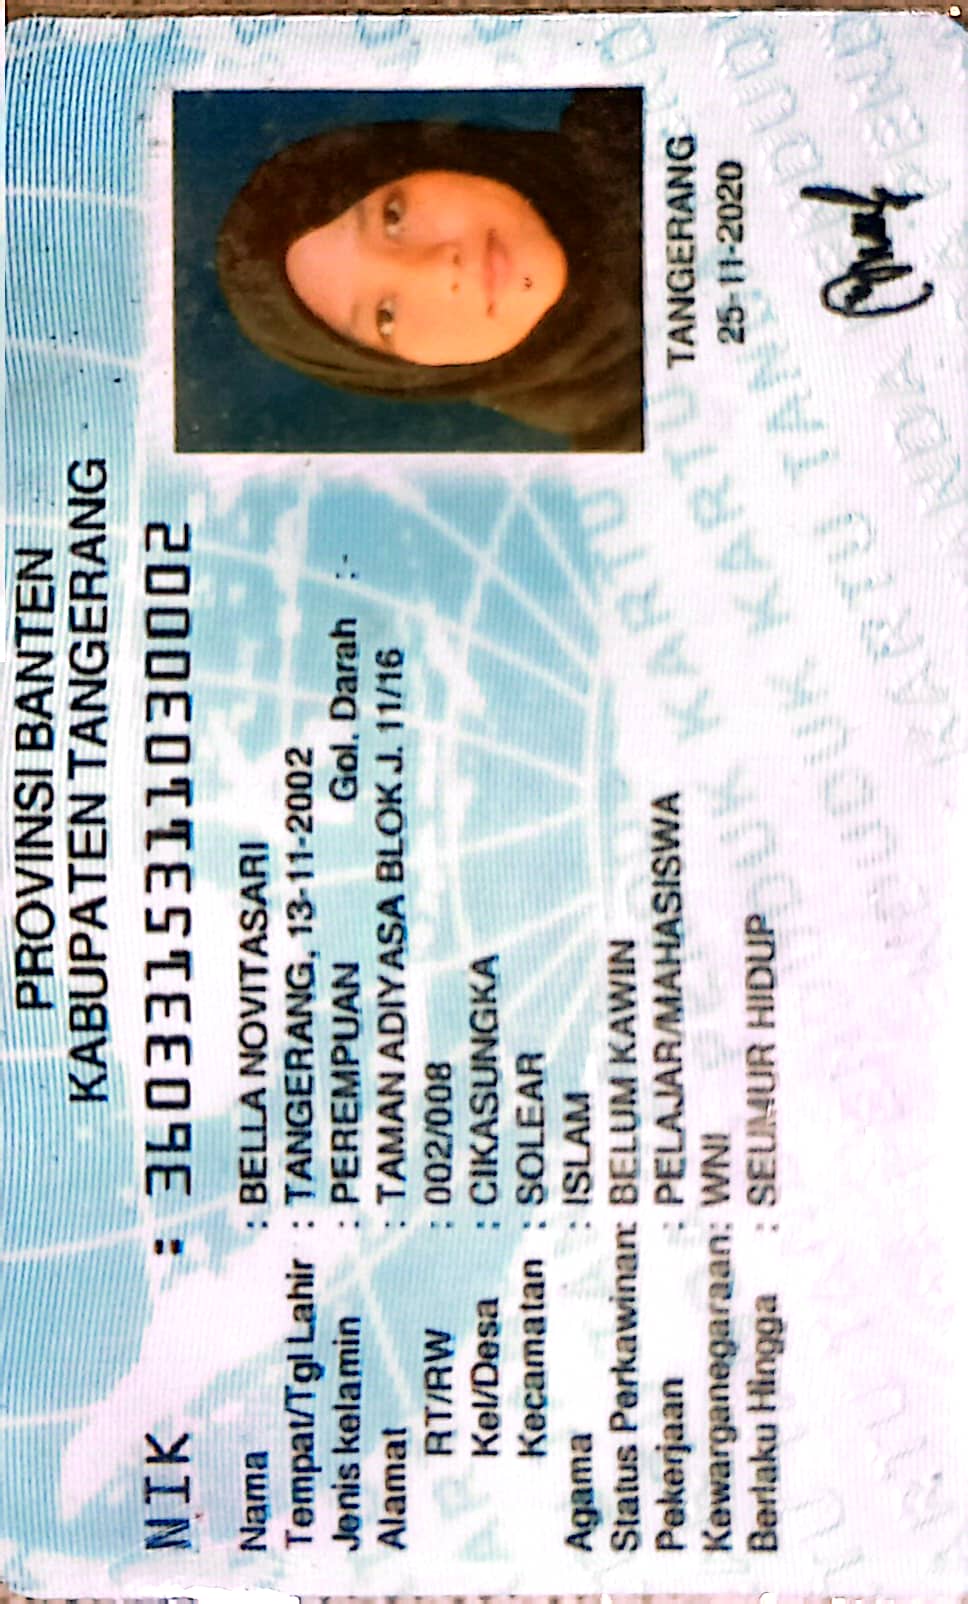 PROVINSI BANTEN
KABUPATEN TANGERANG
NIK : 3603315311030002
Nama : BELLA NOVITASARI
Tempat/Tgl Lahir : TANGERANG, 13-11-2002
Jenis kelamin : PEREMPUAN Gol. Darah : -
Alamat : TAMAN ADIYASA BLOK J. 11/16
RT/RW : 002/008
Kel/Desa : CIKASUNGKA
Kecamatan : SOLEAR
Agama : ISLAM
Status Perkawinan: BELUM KAWIN
Pekerjaan : PELAJAR/MAHASISWA
Kewarganegaraan: WNI
Berlaku Hingga : SEUMUR HIDUP
TANGERANG
25-11-2020